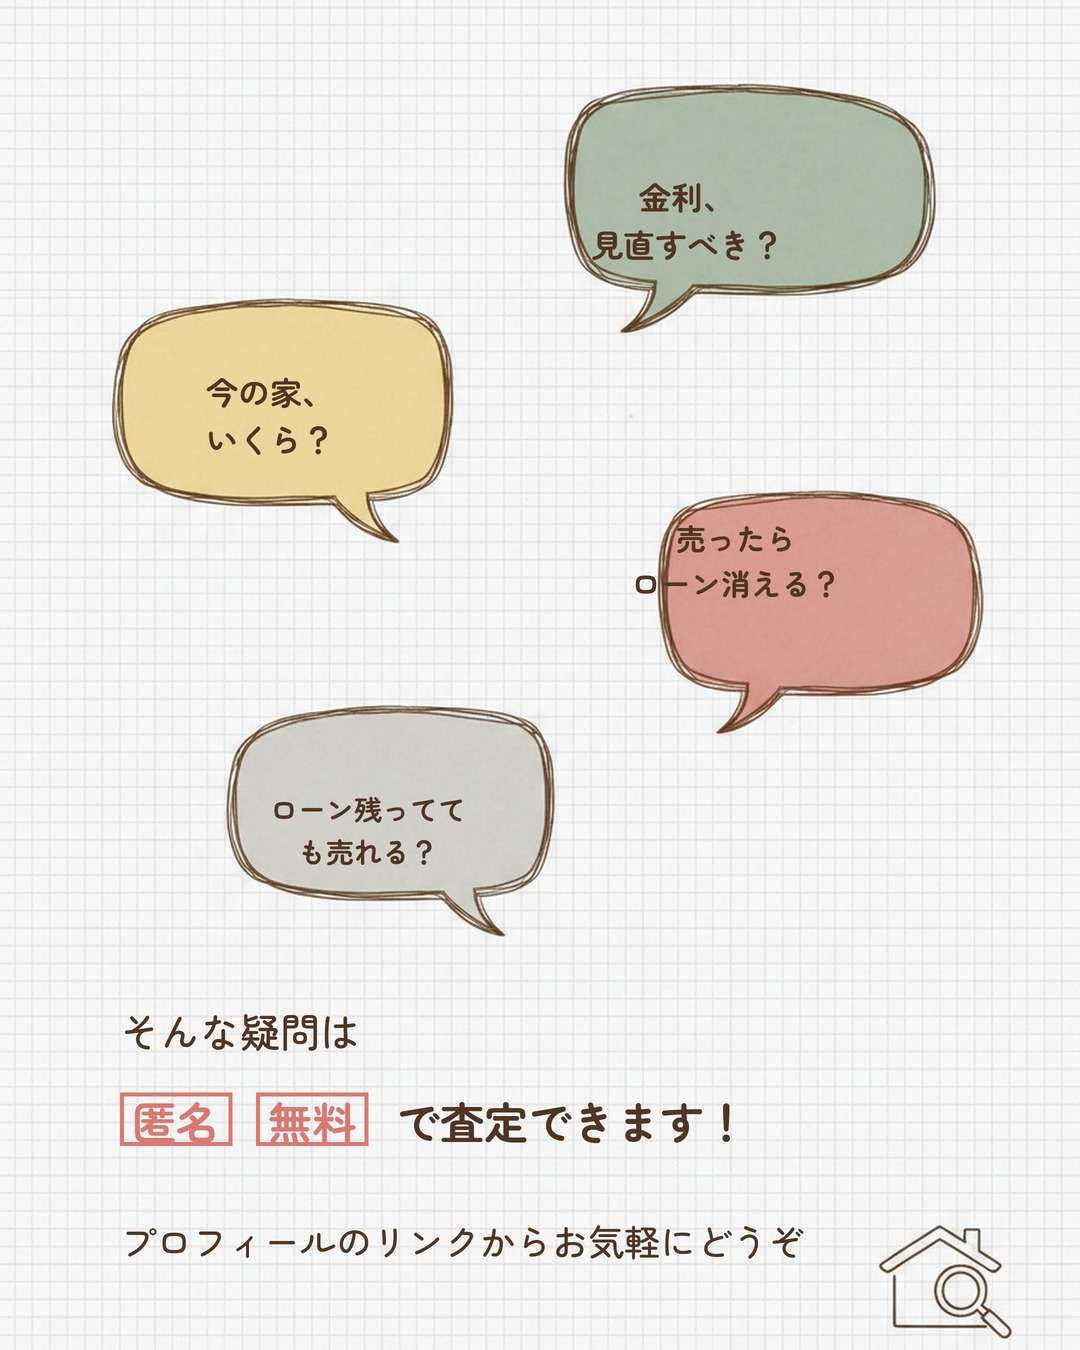 金利、
見直すべき？
今の家、
いくら？
売ったら
ローン消える？
ローン残ってて
も売れる？
そんな疑問は
匿名 無料 で査定できます！
プロフィールのリンクからお気軽にどうぞ